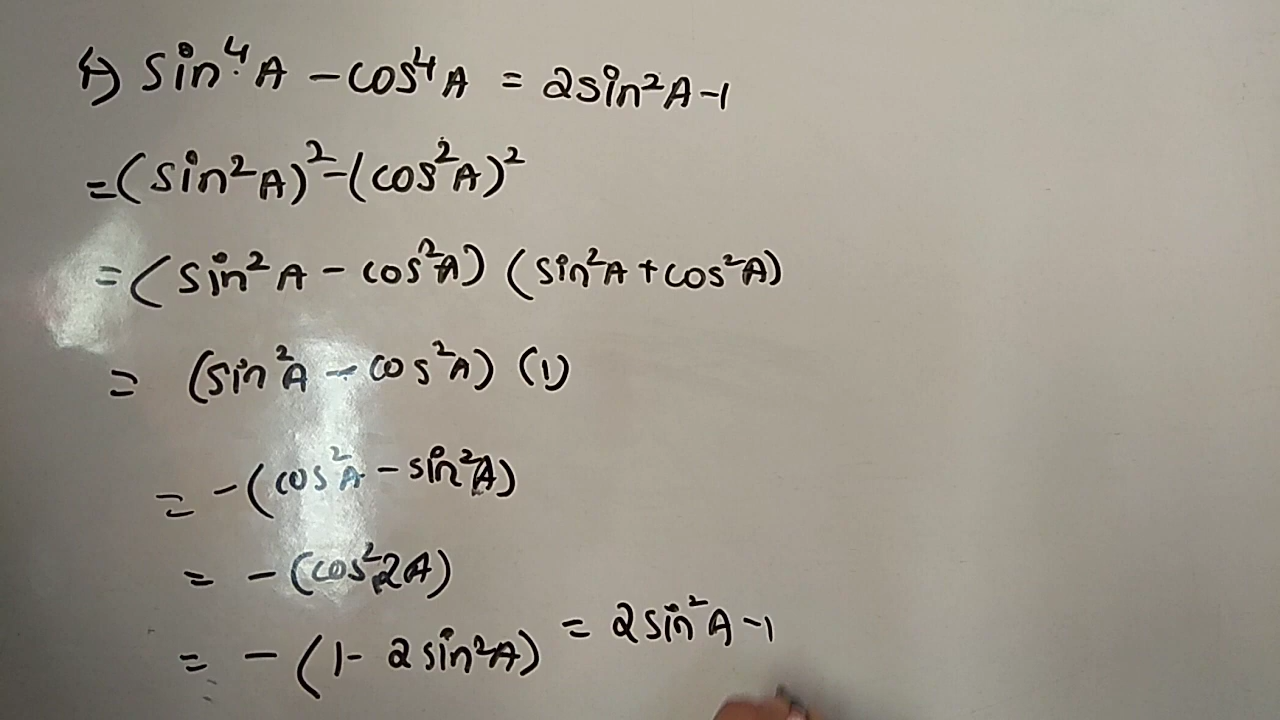 4) sin⁴A - cos⁴A = 2sin²A-1
=(sin²A)²-(cos²A)²
=(sin²A - cos²A) (sin²A + cos²A)
= (sin²A - cos²A) (1)
= -(cos²A - sin²A)
= -(cos²2A)
= -(1- 2sin²A) = 2sin²A-1